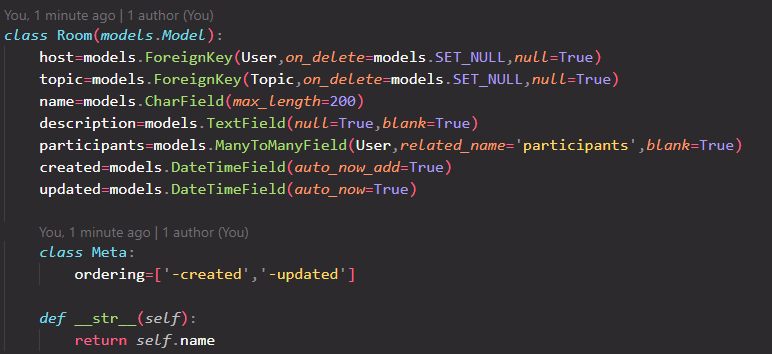 You, 1 minute ago | 1 author (You)
class Room(models.Model):
    host=models.ForeignKey(User,on_delete=models.SET_NULL,null=True)
    topic=models.ForeignKey(Topic,on_delete=models.SET_NULL,null=True)
    name=models.CharField(max_length=200)
    description=models.TextField(null=True,blank=True)
    participants=models.ManyToManyField(User,related_name='participants',blank=True)
    created=models.DateTimeField(auto_now_add=True)
    updated=models.DateTimeField(auto_now=True)
    You, 1 minute ago | 1 author (You)
    class Meta:
        ordering=['-created','-updated']
    def __str__(self):
        return self.name